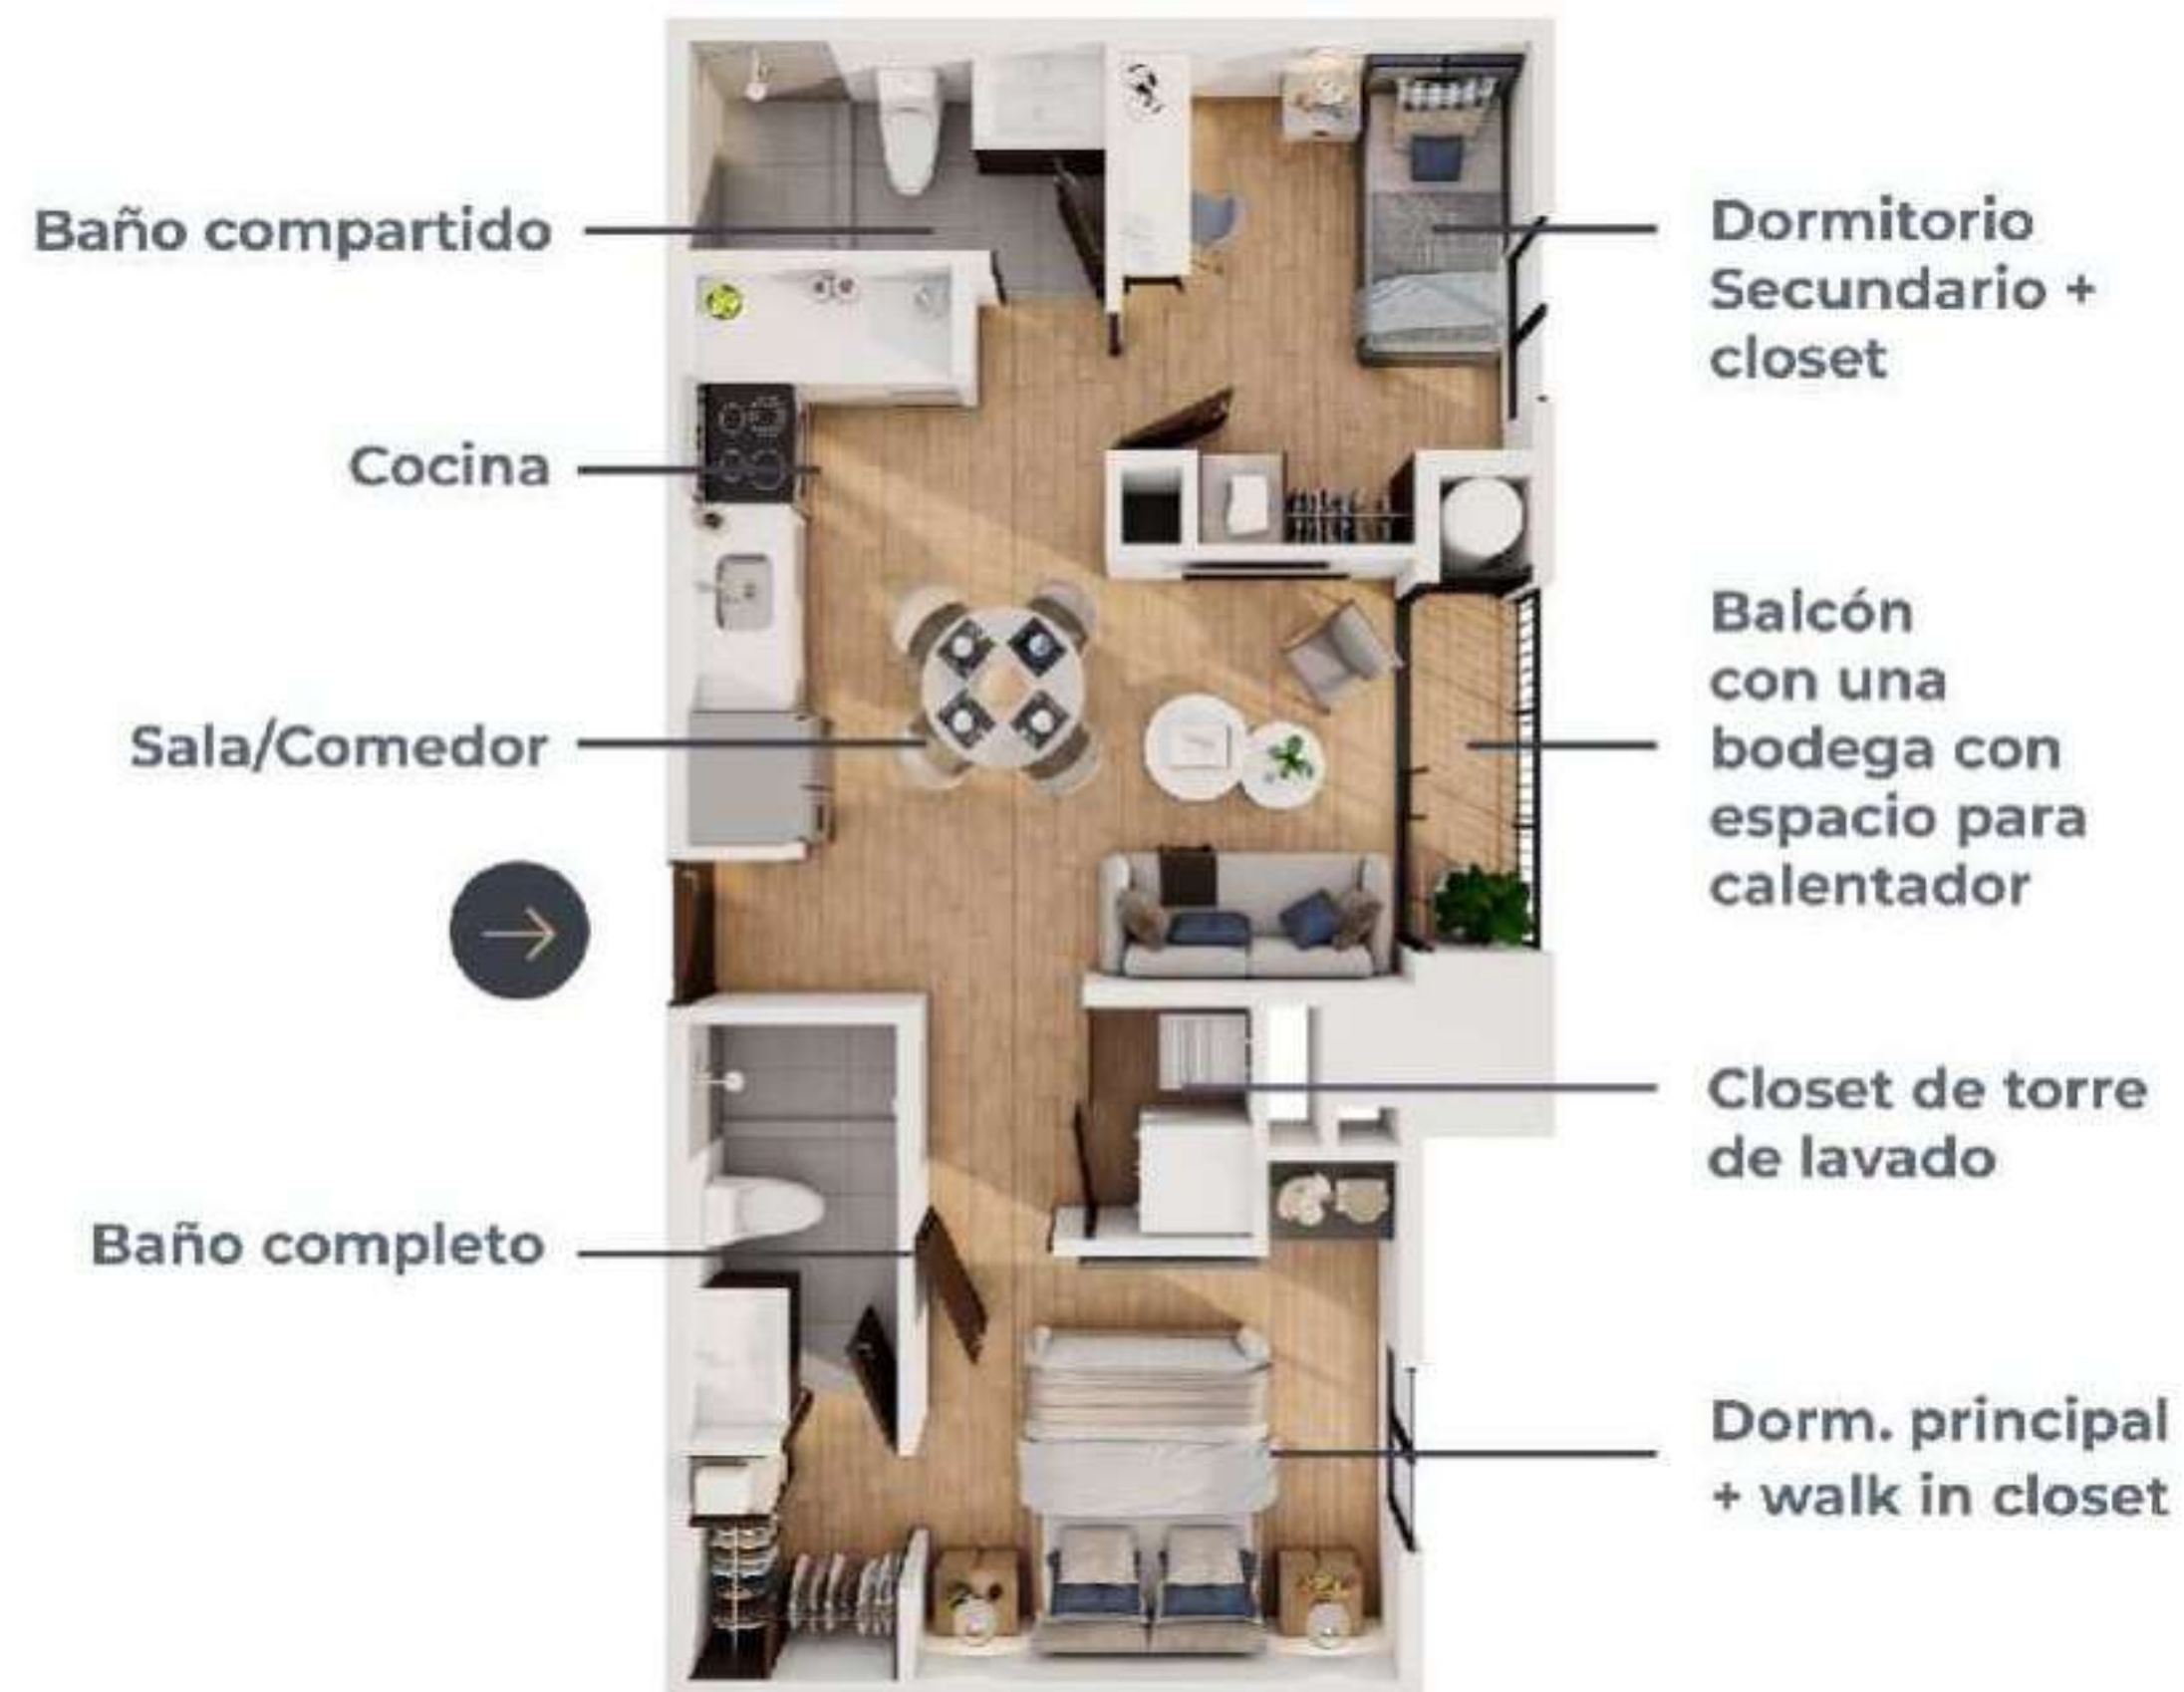 Baño compartido
Cocina
Sala/Comedor
Baño completo
Dormitorio
Secundario +
closet
Balcón
con una
bodega con
espacio para
calentador
Closet de torre
de lavado
Dorm. principal
+ walk in closet